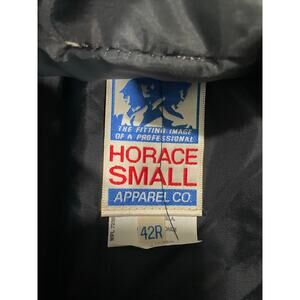 THE FITTING IMAGE
OF A PROFESSIONAL
HORACE
SMALL
APPAREL CO.
42R